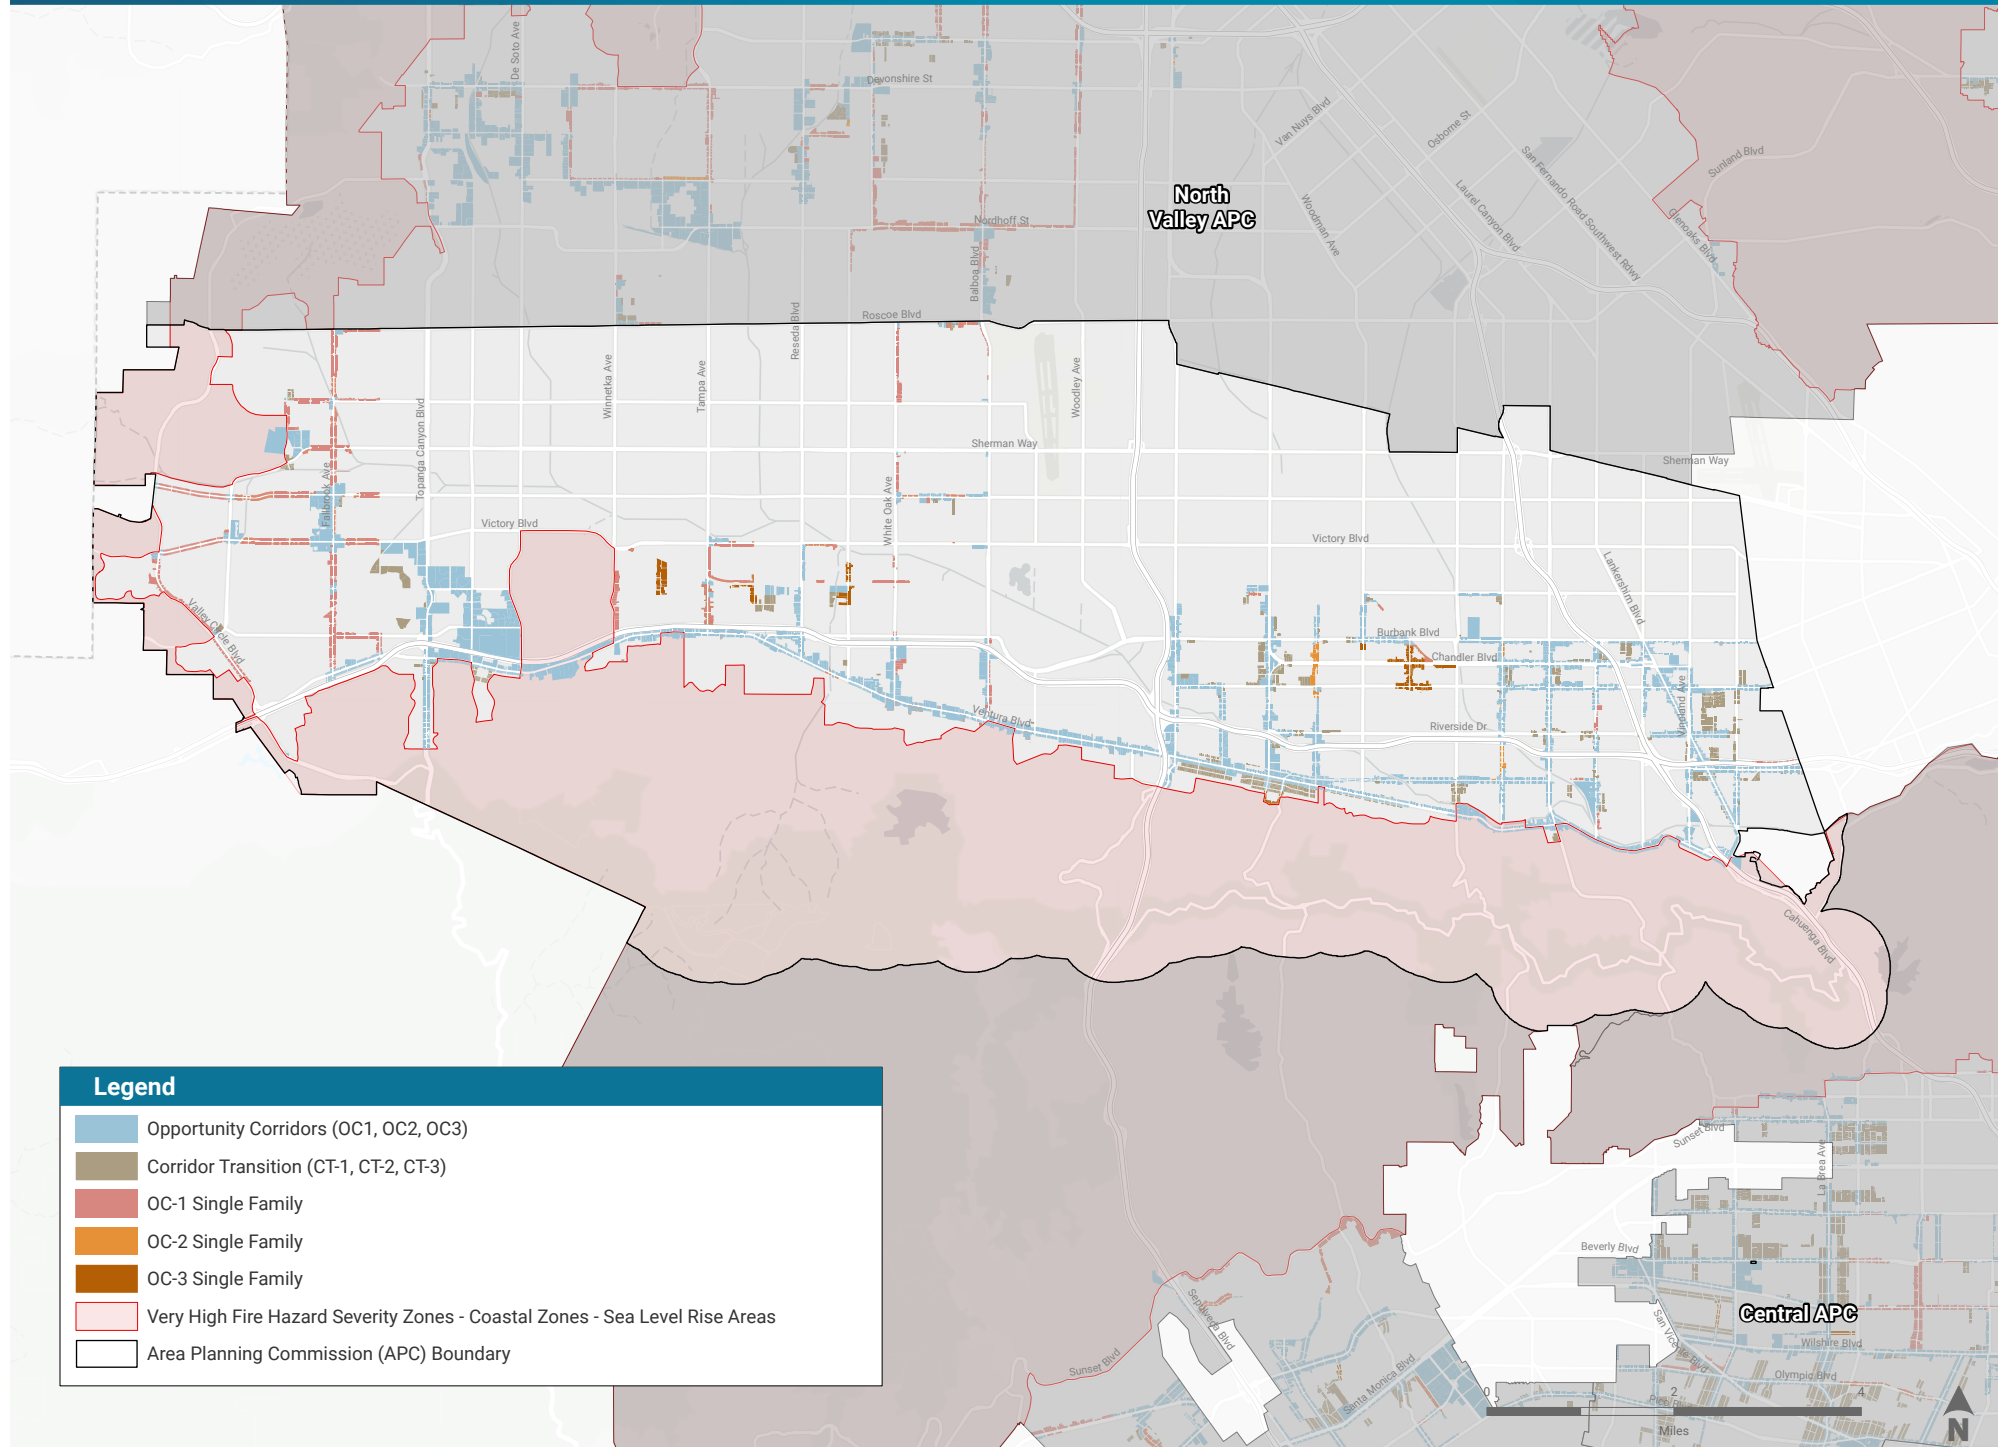 De Soto Ave
Devonshire St
Van Nuys Blvd
Osborne St
San Fernando Road Southwest Rdwy
Sunland Blvd
Laurel Canyon Blvd
Woodman Ave
Glenoaks Blvd
North
Valley APC
Nordhoff St
Balboa Blvd
Reseda Blvd
Roscoe Blvd
Winnetka Ave
Tampa Ave
Woodley Ave
Topanga Canyon Blvd
Sherman Way
Sherman Way
Fallbrook Ave
White Oak Ave
Victory Blvd
Victory Blvd
Lankershim Blvd
Valley Circle Blvd
Burbank Blvd
Chandler Blvd
Vineland Ave
Ventura Blvd
Riverside Dr
Cahuenga Blvd
Legend
Opportunity Corridors (OC1, OC2, OC3)
Corridor Transition (CT-1, CT-2, CT-3)
OC-1 Single Family
OC-2 Single Family
OC-3 Single Family
Very High Fire Hazard Severity Zones - Coastal Zones - Sea Level Rise Areas
Area Planning Commission (APC) Boundary
Sunset Blvd
La Brea Ave
Beverly Blvd
Central APC
San Vicente Blvd
Wilshire Blvd
Olympic Blvd
Sepulveda Blvd
Sunset Blvd
Santa Monica Blvd
0
2
4
Miles
N